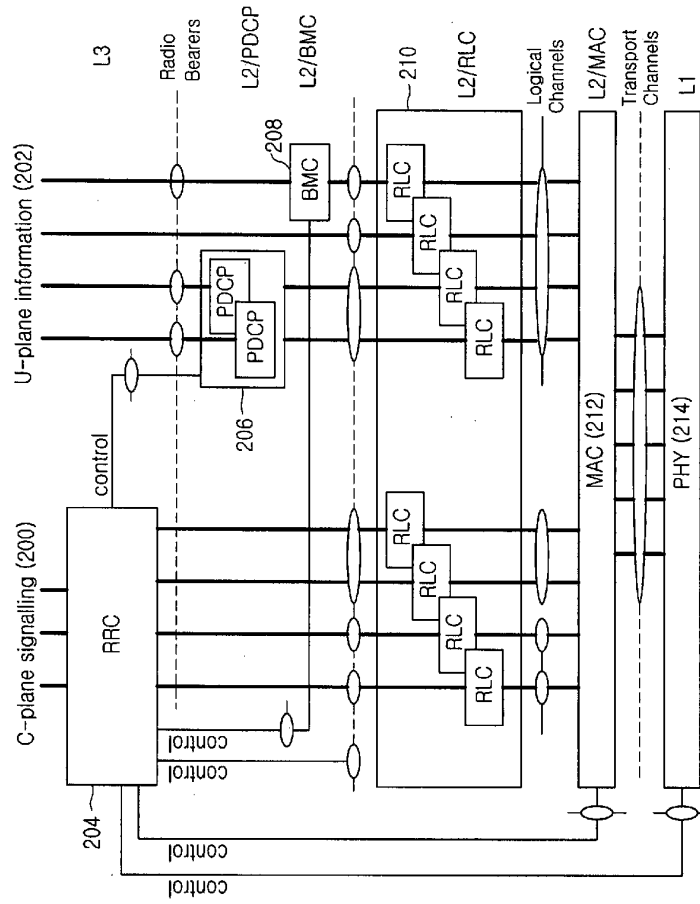 C-plane signalling (200)
U-plane information (202)
L3
204
RRC
control
Radio
Bearers
L2/PDCP
206
PDCP
PDCP
control
control
208
BMC
L2/BMC
210
RLC
RLC
RLC
RLC
RLC
RLC
RLC
RLC
L2/RLC
Logical
Channels
control
MAC (212)
L2/MAC
Transport
Channels
control
PHY (214)
L1